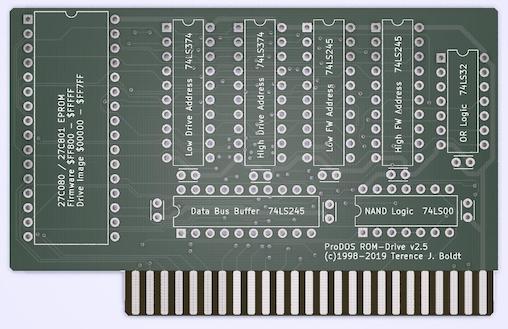 27C080 / 27C801 EPROM
Firmware $FF800 - $FFFFF
Drive Image $00000 - $FF7FF
Low Drive Address 74LS374
High Drive Address 74LS374
Low FW Address 74LS245
High FW Address 74LS245
OR Logic 74LS32
Data Bus Buffer 74LS245
NAND Logic 74LS00
ProDOS ROM-Drive v2.5
(c)1998-2019 Terence J. Boldt